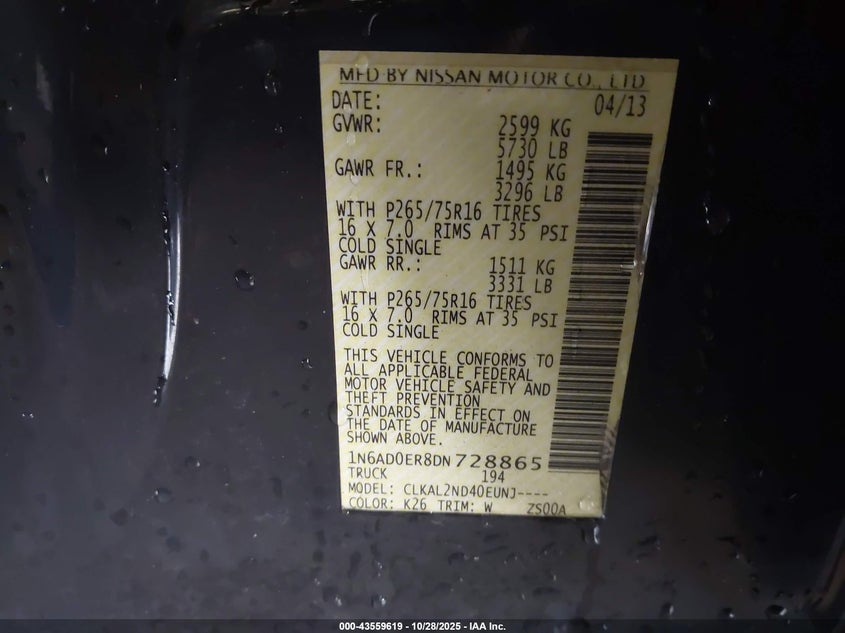 MFD BY NISSAN MOTOR CO., LTD
DATE: 04/13
GVWR: 2599 KG
5730 LB
GAWR FR.: 1495 KG
3296 LB
WITH P265/75R16 TIRES
16 X 7.0 RIMS AT 35 PSI
COLD SINGLE
GAWR RR.: 1511 KG
3331 LB
WITH P265/75R16 TIRES
16 X 7.0 RIMS AT 35 PSI
COLD SINGLE
THIS VEHICLE CONFORMS TO
ALL APPLICABLE FEDERAL
MOTOR VEHICLE SAFETY AND
THEFT PREVENTION
STANDARDS IN EFFECT ON
THE DATE OF MANUFACTURE
SHOWN ABOVE.
1N6AD0ER8DN728865
TRUCK 194
MODEL: CLKAL2ND40EUNJ----
COLOR: K26 TRIM: W ZS00A
000-43559619 - 10/28/2025 - IAA Inc.